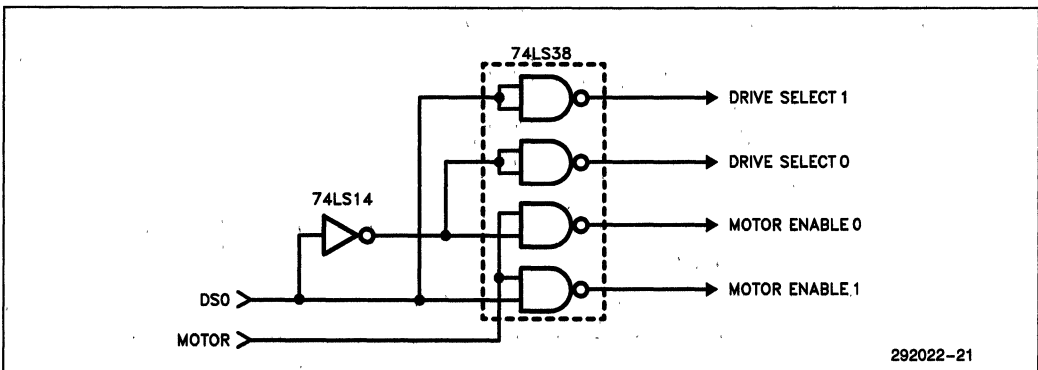 74LS38
DRIVE SELECT 1
DRIVE SELECT 0
74LS14
MOTOR ENABLE 0
DS0
MOTOR ENABLE 1
MOTOR
292022-21